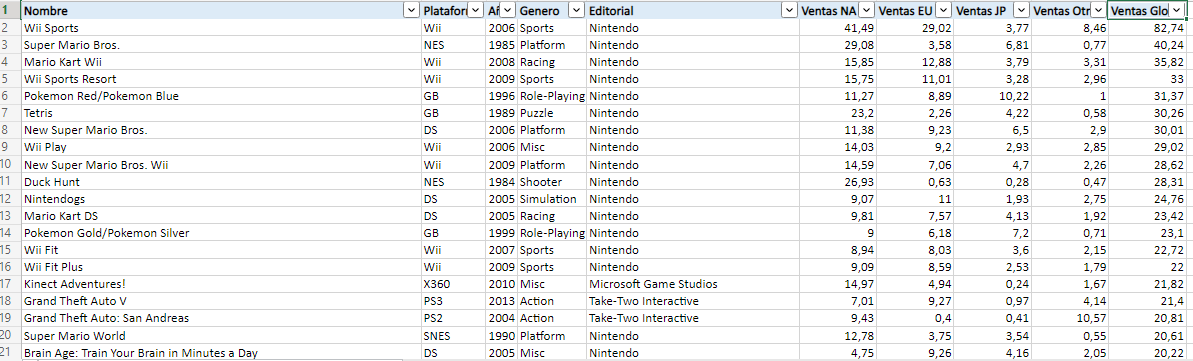 1 Nombre Platafor Añ Genero Editorial Ventas NA Ventas EU Ventas JP Ventas Otr Ventas Glo
2 Wii Sports Wii 2006 Sports Nintendo 41,49 29,02 3,77 8,46 82,74
3 Super Mario Bros. NES 1985 Platform Nintendo 29,08 3,58 6,81 0,77 40,24
4 Mario Kart Wii Wii 2008 Racing Nintendo 15,85 12,88 3,79 3,31 35,82
5 Wii Sports Resort Wii 2009 Sports Nintendo 15,75 11,01 3,28 2,96 33
6 Pokemon Red/Pokemon Blue GB 1996 Role-Playing Nintendo 11,27 8,89 10,22 1 31,37
7 Tetris GB 1989 Puzzle Nintendo 23,2 2,26 4,22 0,58 30,26
8 New Super Mario Bros. DS 2006 Platform Nintendo 11,38 9,23 6,5 2,9 30,01
9 Wii Play Wii 2006 Misc Nintendo 14,03 9,2 2,93 2,85 29,02
10 New Super Mario Bros. Wii Wii 2009 Platform Nintendo 14,59 7,06 4,7 2,26 28,62
11 Duck Hunt NES 1984 Shooter Nintendo 26,93 0,63 0,28 0,47 28,31
12 Nintendogs DS 2005 Simulation Nintendo 9,07 11 1,93 2,75 24,76
13 Mario Kart DS DS 2005 Racing Nintendo 9,81 7,57 4,13 1,92 23,42
14 Pokemon Gold/Pokemon Silver GB 1999 Role-Playing Nintendo 9 6,18 7,2 0,71 23,1
15 Wii Fit Wii 2007 Sports Nintendo 8,94 8,03 3,6 2,15 22,72
16 Wii Fit Plus Wii 2009 Sports Nintendo 9,09 8,59 2,53 1,79 22
17 Kinect Adventures! X360 2010 Misc Microsoft Game Studios 14,97 4,94 0,24 1,67 21,82
18 Grand Theft Auto V PS3 2013 Action Take-Two Interactive 7,01 9,27 0,97 4,14 21,4
19 Grand Theft Auto: San Andreas PS2 2004 Action Take-Two Interactive 9,43 0,4 0,41 10,57 20,81
20 Super Mario World SNES 1990 Platform Nintendo 12,78 3,75 3,54 0,55 20,61
21 Brain Age: Train Your Brain in Minutes a Day DS 2005 Misc Nintendo 4,75 9,26 4,16 2,05 20,22